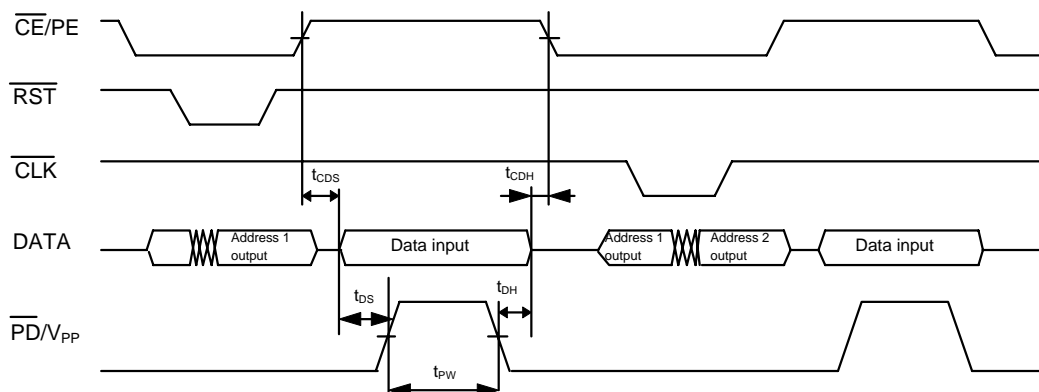 CE/PE
RST
CLK
tCDS
tCDH
DATA
Address 1
output
Data input
Address 1
output
Address 2
output
Data input
tDS
tDH
PD/VPP
tPW